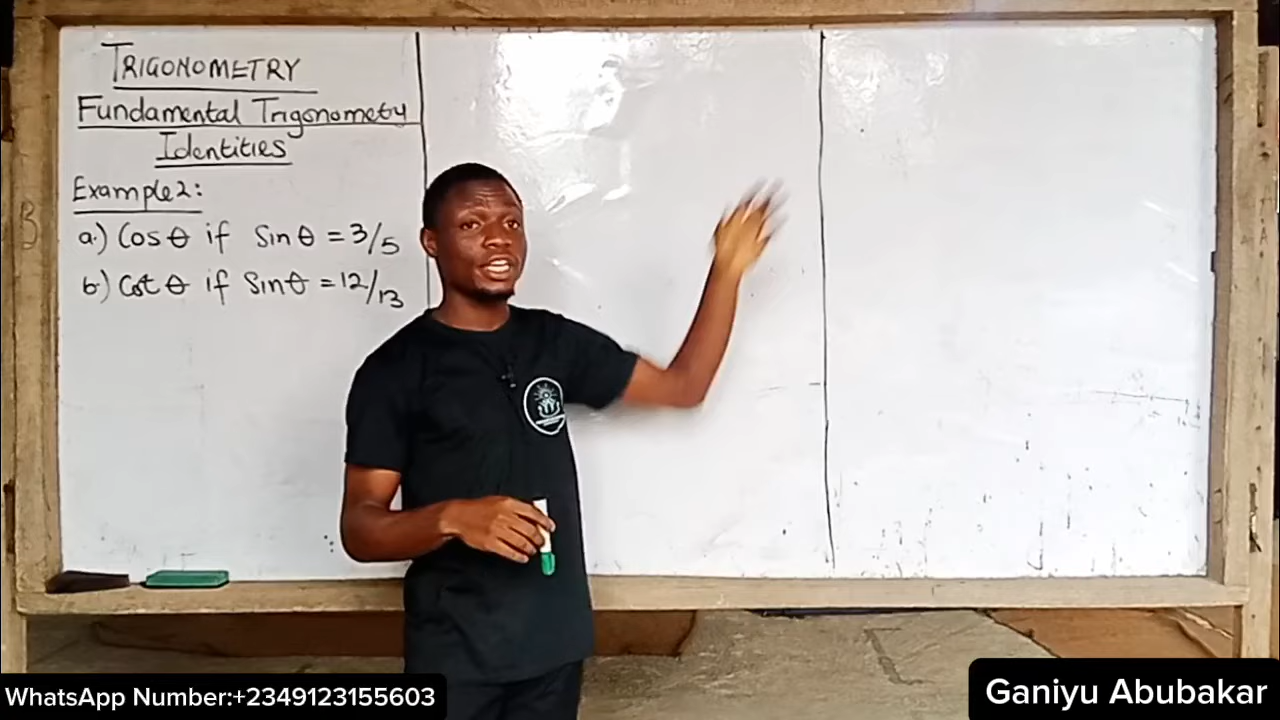 TRIGONOMETRY
Fundamental Trigonometry
Identities
Example 2:
a.) Cos θ if Sin θ = 3/5
b.) Cot θ if Sin θ = 12/13
WhatsApp Number:+2349123155603
Ganiyu Abubakar